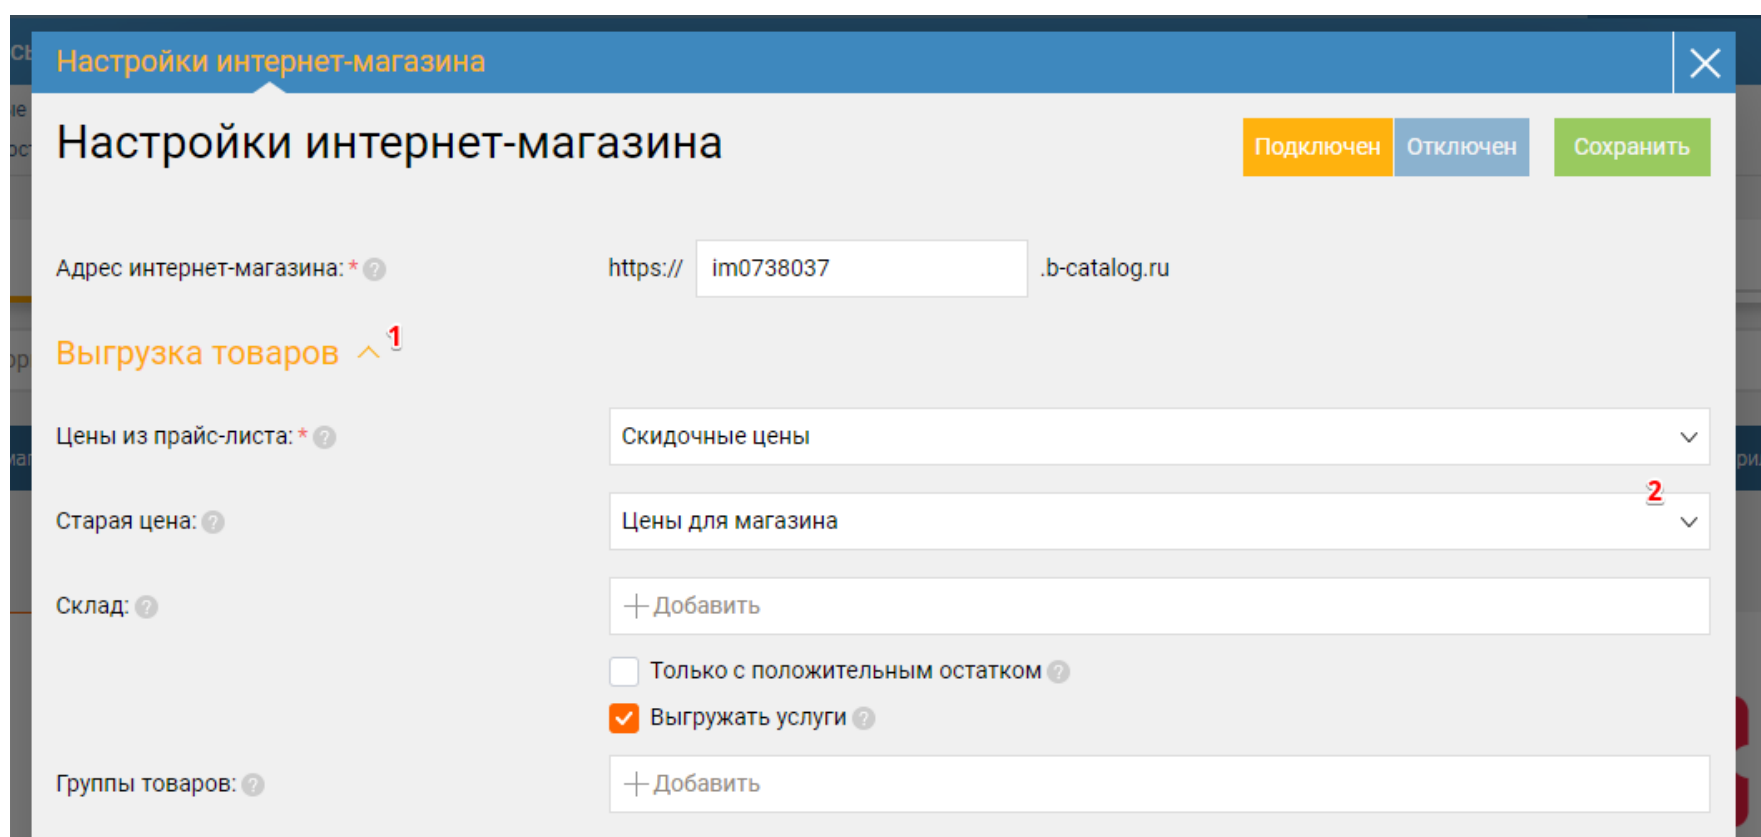 Настройки интернет-магазина
Настройки интернет-магазина
Подключен Отключен Сохранить
Адрес интернет-магазина: * ? https:// im0738037 .b-catalog.ru
Выгрузка товаров 1
Цены из прайс-листа: * ? Скидочные цены
2
Старая цена: ? Цены для магазина
Склад: ? Добавить
Только с положительным остатком ?
Выгружать услуги ?
Группы товаров: ? Добавить